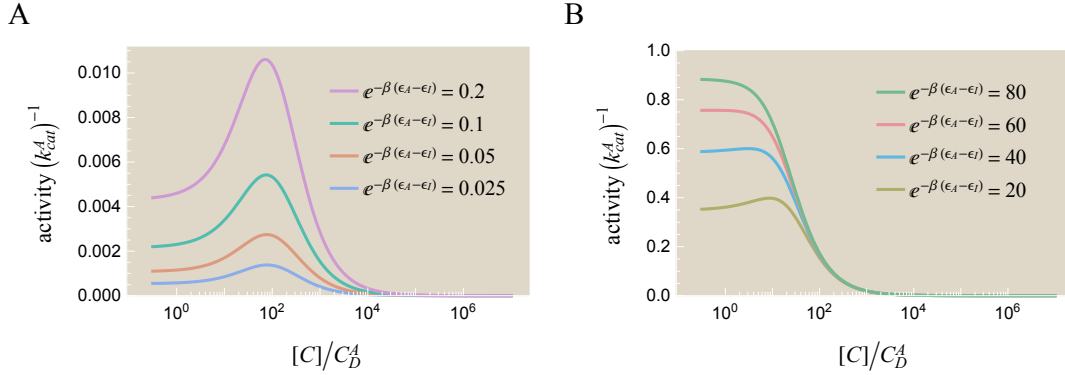 A
activity (k_cat^A)^-1
0.010
0.008
0.006
0.004
0.002
0.000
e^-β(ϵ_A-ϵ_I) = 0.2
e^-β(ϵ_A-ϵ_I) = 0.1
e^-β(ϵ_A-ϵ_I) = 0.05
e^-β(ϵ_A-ϵ_I) = 0.025
10^0 10^2 10^4 10^6
[C]/C_D^A
B
activity (k_cat^A)^-1
1.0
0.8
0.6
0.4
0.2
0.0
e^-β(ϵ_A-ϵ_I) = 80
e^-β(ϵ_A-ϵ_I) = 60
e^-β(ϵ_A-ϵ_I) = 40
e^-β(ϵ_A-ϵ_I) = 20
10^0 10^2 10^4 10^6
[C]/C_D^A